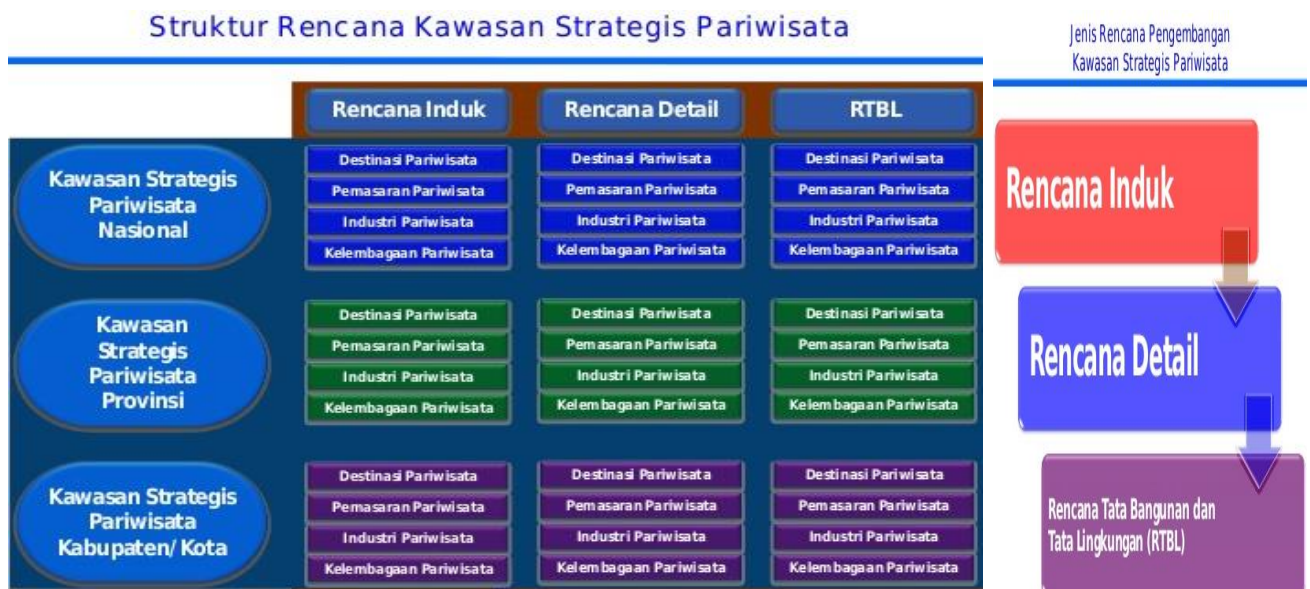 Struktur Rencana Kawasan Strategis Pariwisata
Rencana Induk
Rencana Detail
RTBL
Kawasan Strategis
Pariwisata
Nasional
Destinasi Pariwisata
Pemasaran Pariwisata
Industri Pariwisata
Kelembagaan Pariwisata
Destinasi Pariwisata
Pemasaran Pariwisata
Industri Pariwisata
Kelembagaan Pariwisata
Destinasi Pariwisata
Pemasaran Pariwisata
Industri Pariwisata
Kelembagaan Pariwisata
Kawasan
Strategis
Pariwisata
Provinsi
Destinasi Pariwisata
Pemasaran Pariwisata
Industri Pariwisata
Kelembagaan Pariwisata
Destinasi Pariwisata
Pemasaran Pariwisata
Industri Pariwisata
Kelembagaan Pariwisata
Destinasi Pariwisata
Pemasaran Pariwisata
Industri Pariwisata
Kelembagaan Pariwisata
Kawasan Strategis
Pariwisata
Kabupaten/Kota
Destinasi Pariwisata
Pemasaran Pariwisata
Industri Pariwisata
Kelembagaan Pariwisata
Destinasi Pariwisata
Pemasaran Pariwisata
Industri Pariwisata
Kelembagaan Pariwisata
Destinasi Pariwisata
Pemasaran Pariwisata
Industri Pariwisata
Kelembagaan Pariwisata
Jenis Rencana Pengembangan
Kawasan Strategis Pariwisata
Rencana Induk
Rencana Detail
Rencana Tata Bangunan dan
Tata Lingkungan (RTBL)